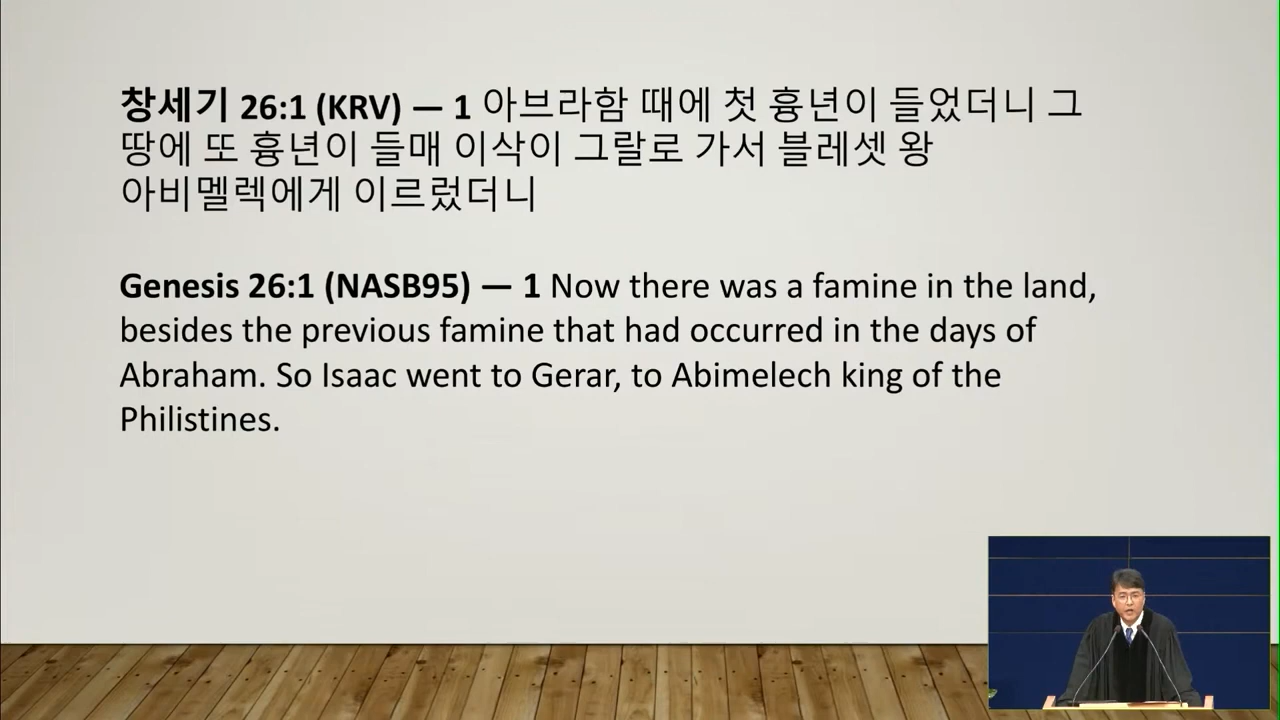 창세기 26:1 (KRV) — 1 아브라함 때에 첫 흉년이 들었더니 그
땅에 또 흉년이 들매 이삭이 그랄로 가서 블레셋 왕
아비멜렉에게 이르렀더니
Genesis 26:1 (NASB95) — 1 Now there was a famine in the land,
besides the previous famine that had occurred in the days of
Abraham. So Isaac went to Gerar, to Abimelech king of the
Philistines.